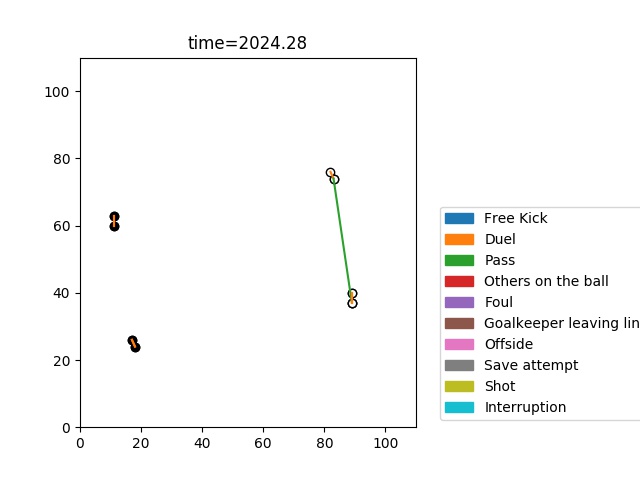 time=2024.28
100
80
60
40
20
0
0 20 40 60 80 100
Free Kick
Duel
Pass
Others on the ball
Foul
Goalkeeper leaving lin
Offside
Save attempt
Shot
Interruption